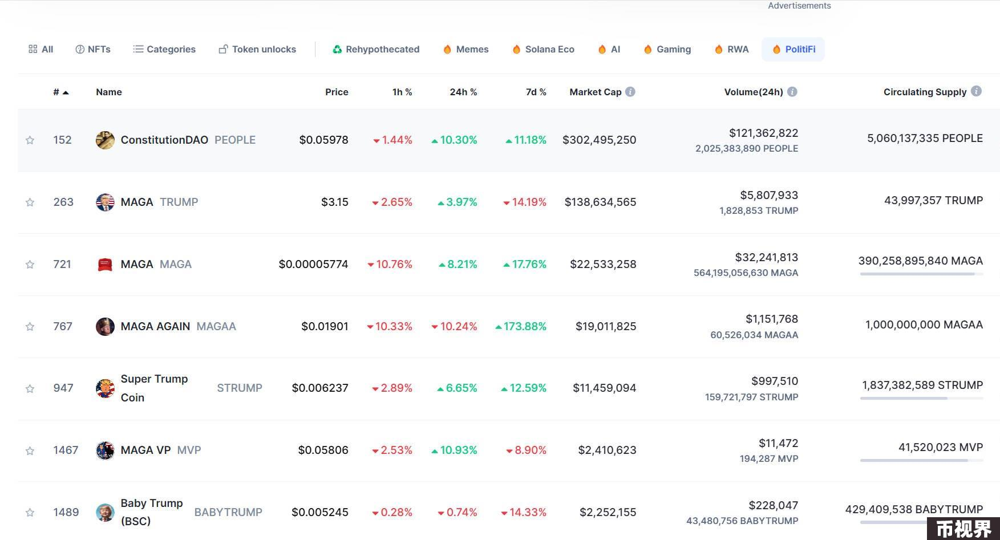 Advertisements
All NFTs Categories Token unlocks Rehypothecated Memes Solana Eco AI Gaming RWA PolitiFi
# Name Price 1h % 24h % 7d % Market Cap Volume(24h) Circulating Supply
152 ConstitutionDAO PEOPLE $0.05978 1.44% 10.30% 11.18% $302,495,250 $121,362,822 5,060,137,335 PEOPLE
2,025,383,890 PEOPLE
263 MAGA TRUMP $3.15 2.65% 3.97% 14.19% $138,634,565 $5,807,933 43,997,357 TRUMP
1,828,853 TRUMP
721 MAGA MAGA $0.00005774 10.76% 8.21% 17.76% $22,533,258 $32,241,813 390,258,895,840 MAGA
564,195,056,630 MAGA
767 MAGA AGAIN MAGAA $0.01901 10.33% 10.24% 173.88% $19,011,825 $1,151,768 1,000,000,000 MAGAA
60,526,034 MAGAA
947 Super Trump Coin STRUMP $0.006237 2.89% 6.65% 12.59% $11,459,094 $997,510 1,837,382,589 STRUMP
159,721,797 STRUMP
1467 MAGA VP MVP $0.05806 2.53% 10.93% 8.90% $2,410,623 $11,472 41,520,023 MVP
194,287 MVP
1489 Baby Trump (BSC) BABYTRUMP $0.005245 0.28% 0.74% 14.33% $2,252,155 $228,047 429,409,538 BABYTRUMP
43,480,756 BABYTRUMP
币视界